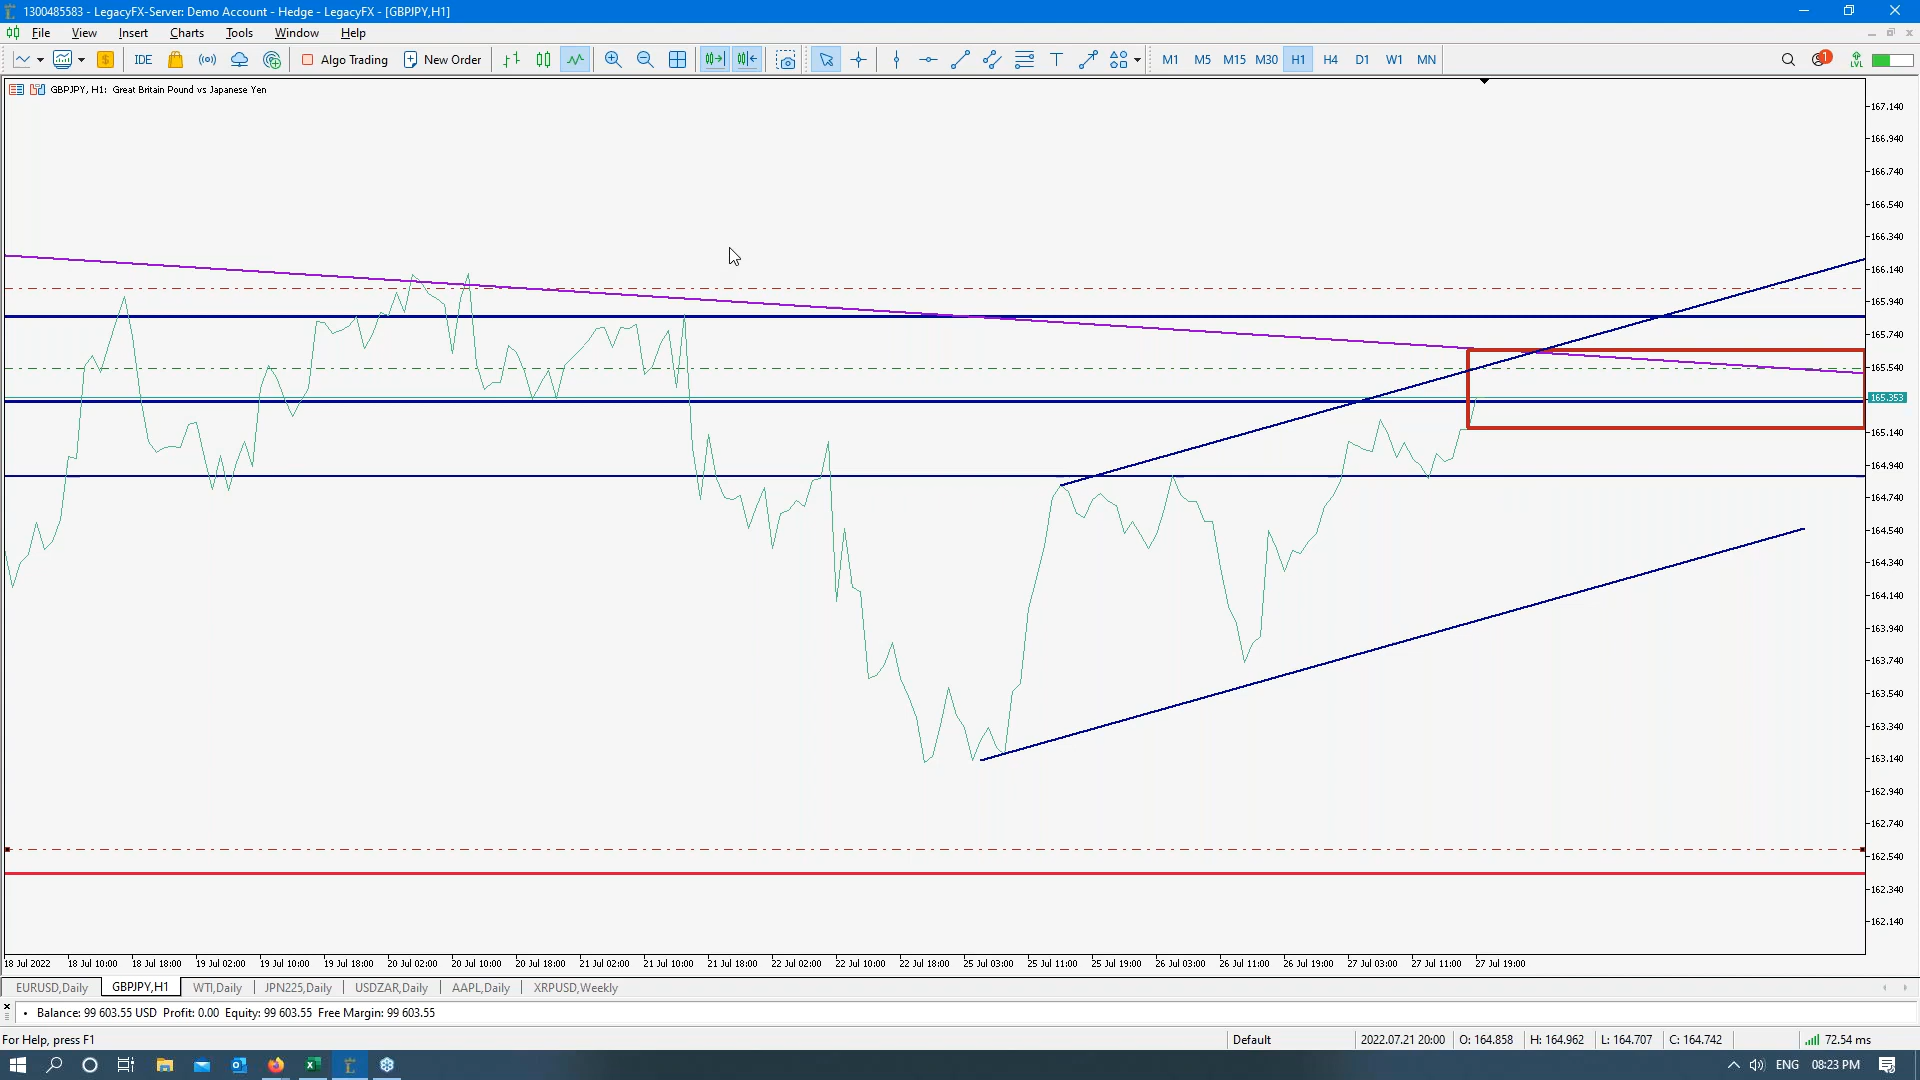 1300485583 - LegacyFX-Server: Demo Account - Hedge - LegacyFX - [GBPJPY,H1]
File View Insert Charts Tools Window Help
IDE Algo Trading New Order M1 M5 M15 M30 H1 H4 D1 W1 MN 1 LVL
GBPJPY, H1: Great Britain Pound vs Japanese Yen
167.140
166.940
166.740
166.540
166.340
166.140
165.940
165.740
165.540
165.353
165.140
164.940
164.740
164.540
164.340
164.140
163.940
163.740
163.540
163.340
163.140
162.940
162.740
162.540
162.340
162.140
18 Jul 2022 18 Jul 10:00 18 Jul 18:00 19 Jul 02:00 19 Jul 10:00 19 Jul 18:00 20 Jul 02:00 20 Jul 10:00 20 Jul 18:00 21 Jul 02:00 21 Jul 10:00 21 Jul 18:00 22 Jul 02:00 22 Jul 10:00 22 Jul 18:00 25 Jul 03:00 25 Jul 11:00 25 Jul 19:00 26 Jul 03:00 26 Jul 11:00 26 Jul 19:00 27 Jul 03:00 27 Jul 11:00 27 Jul 19:00
EURUSD,Daily GBPJPY,H1 WTI,Daily JPN225,Daily USDZAR,Daily AAPL,Daily XRPUSD,Weekly
Balance: 99 603.55 USD Profit: 0.00 Equity: 99 603.55 Free Margin: 99 603.55
For Help, press F1 Default 2022.07.21 20:00 O: 164.858 H: 164.962 L: 164.707 C: 164.742 72.54 ms
ENG 08:23 PM